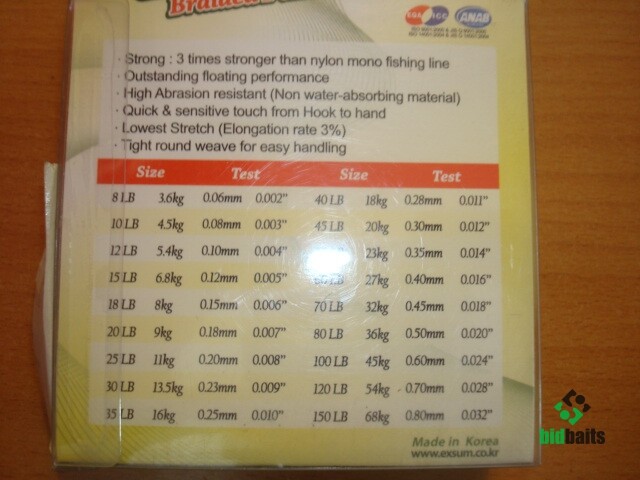 Braided
ANAB
· Strong : 3 times stronger than nylon mono fishing line
· Outstanding floating performance
· High Abrasion resistant (Non water-absorbing material)
· Quick & sensitive touch from Hook to hand
· Lowest Stretch (Elongation rate 3%)
· Tight round weave for easy handling
Size Test Size Test
8 LB 3.6kg 0.06mm 0.002" 40 LB 18kg 0.28mm 0.011"
10 LB 4.5kg 0.08mm 0.003" 45 LB 20kg 0.30mm 0.012"
12 LB 5.4kg 0.10mm 0.004" LB 23kg 0.35mm 0.014"
15 LB 6.8kg 0.12mm 0.005" LB 27kg 0.40mm 0.016"
18 LB 8kg 0.15mm 0.006" 70 LB 32kg 0.45mm 0.018"
20 LB 9kg 0.18mm 0.007" 80 LB 36kg 0.50mm 0.020"
25 LB 11kg 0.20mm 0.008" 100 LB 45kg 0.60mm 0.024"
30 LB 13.5kg 0.23mm 0.009" 120 LB 54kg 0.70mm 0.028"
35 LB 16kg 0.25mm 0.010" 150 LB 68kg 0.80mm 0.032"
Made in Korea
www.exsum.co.kr
bidbaits